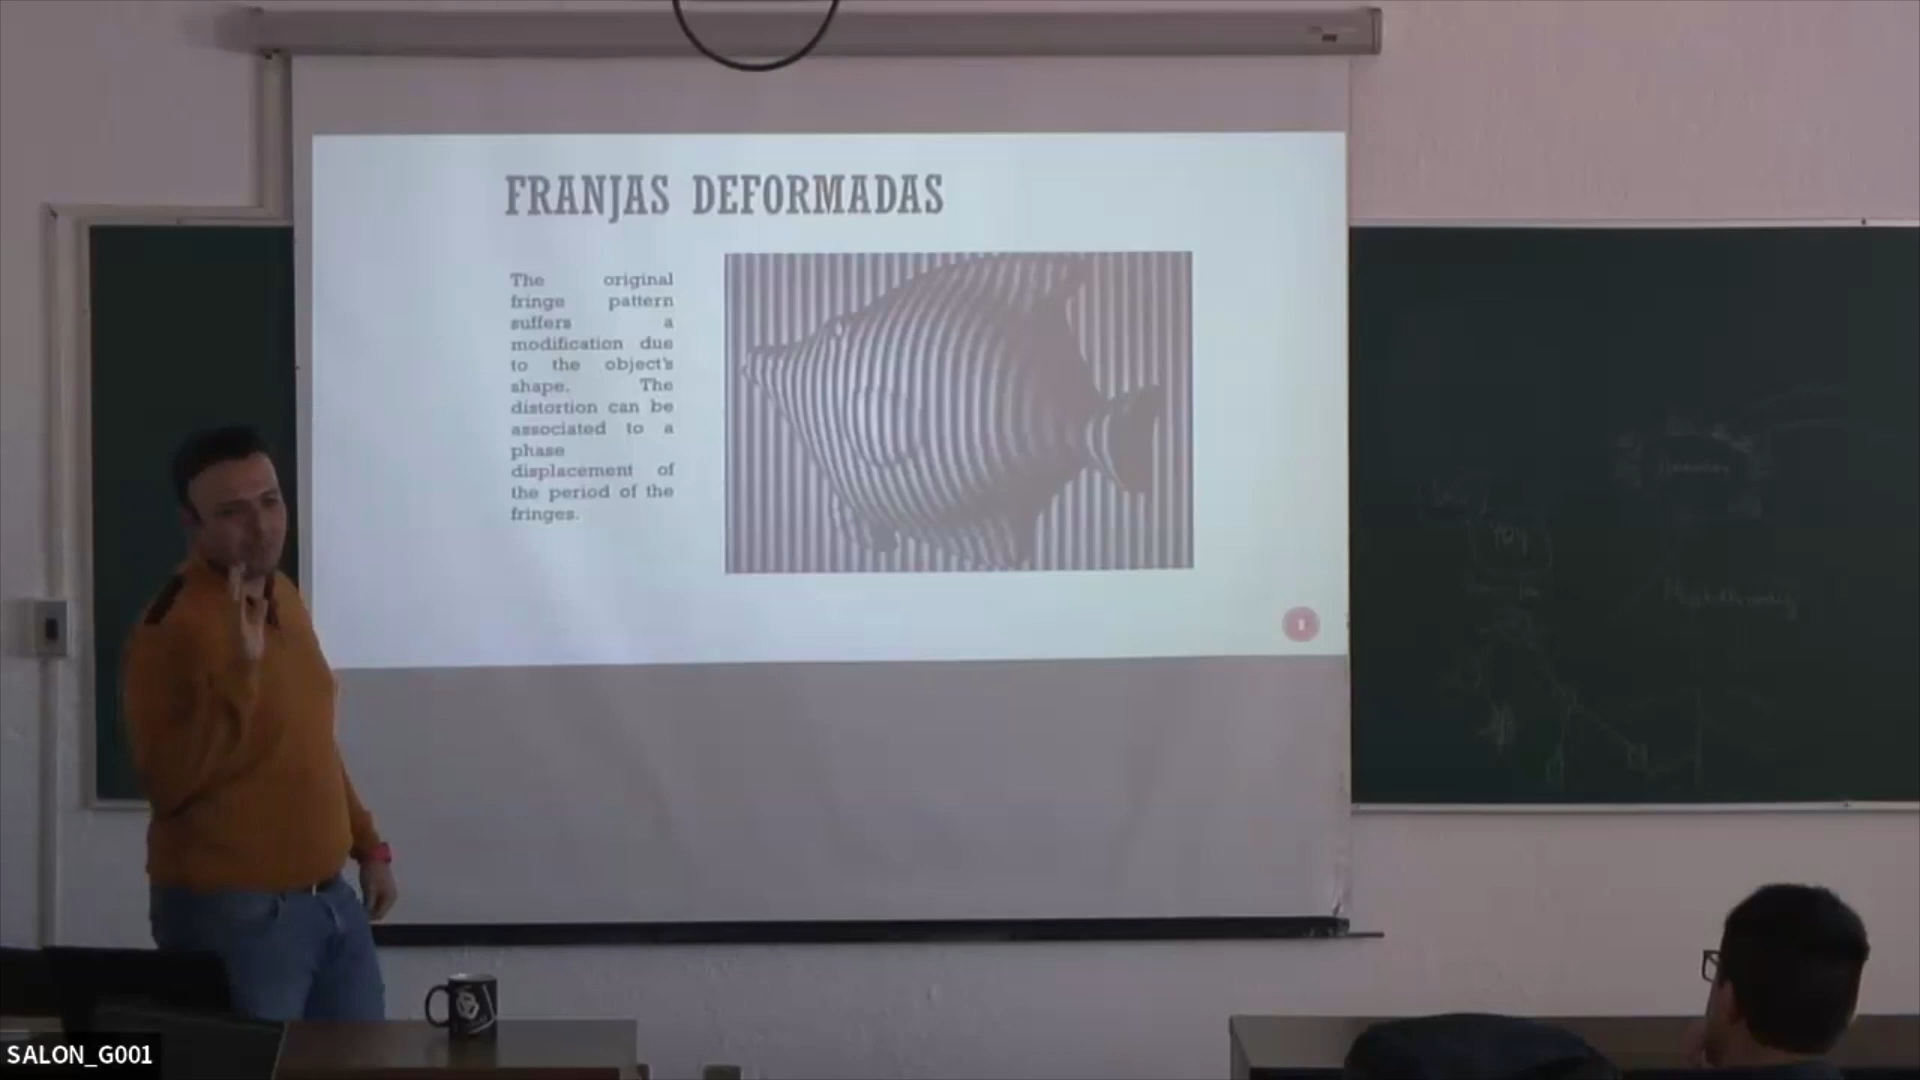 FRANJAS DEFORMADAS
The original
fringe pattern
suffers a
modification due
to the object's
shape. The
distortion can be
associated to a
phase
displacement of
the period of the
fringes.
SALON_G001